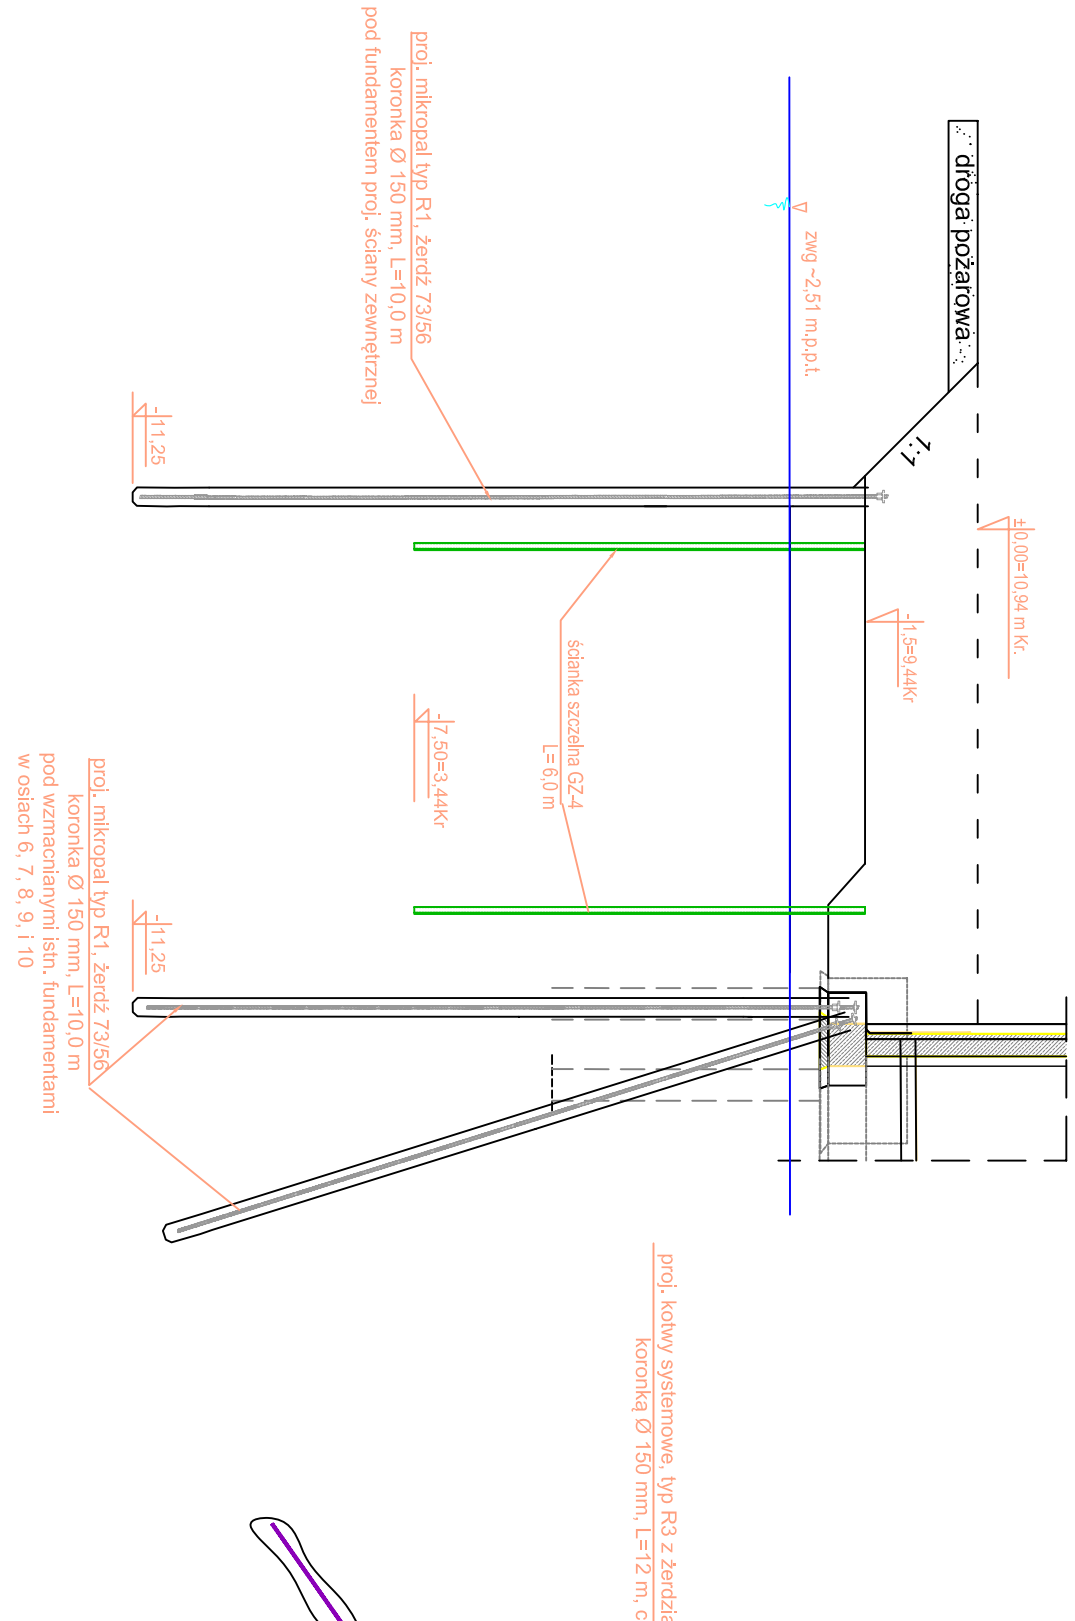 proj. mikropal typ R1, żerdź 73/56
koronka Ø 150 mm, L=10,0 m
pod fundamentem proj. ściany zewnętrznej
droga pożarowa
zwg ~2,51 m.p.p.t.
1:1
-11,25
±0,00=10,94 m Kr.
-1,5=9,44Kr
ścianka szczelna GZ-4
L= 6,0 m
-7,50=3,44Kr
proj. mikropal typ R1, żerdź 73/56
koronka Ø 150 mm, L=10,0 m
pod wzmacnianymi istn. fundamentami
w osiach 6, 7, 8, 9, i 10
-11,25
proj. kotwy systemowe, typ R3 z żerdzia
koronką Ø 150 mm, L=12 m, c